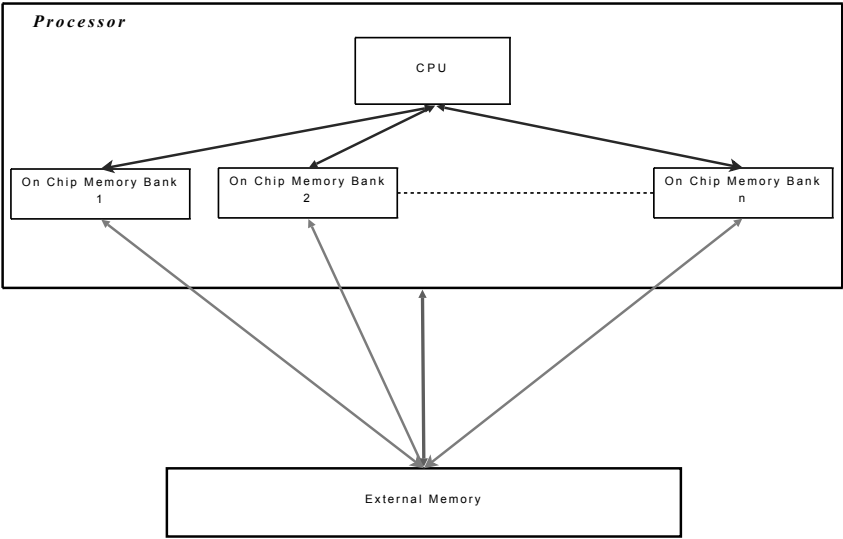 Processor
CPU
On Chip Memory Bank
1
On Chip Memory Bank
2
On Chip Memory Bank
n
External Memory